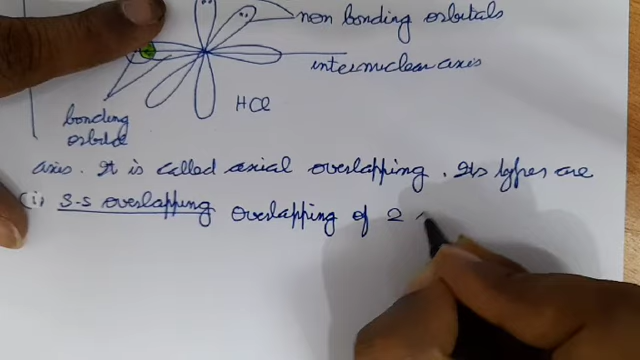 non bonding orbitals
internuclear axis
HCl
bonding
orbital
axis. It is called axial overlapping. Its types are
(i) S-S overlapping overlapping of 2